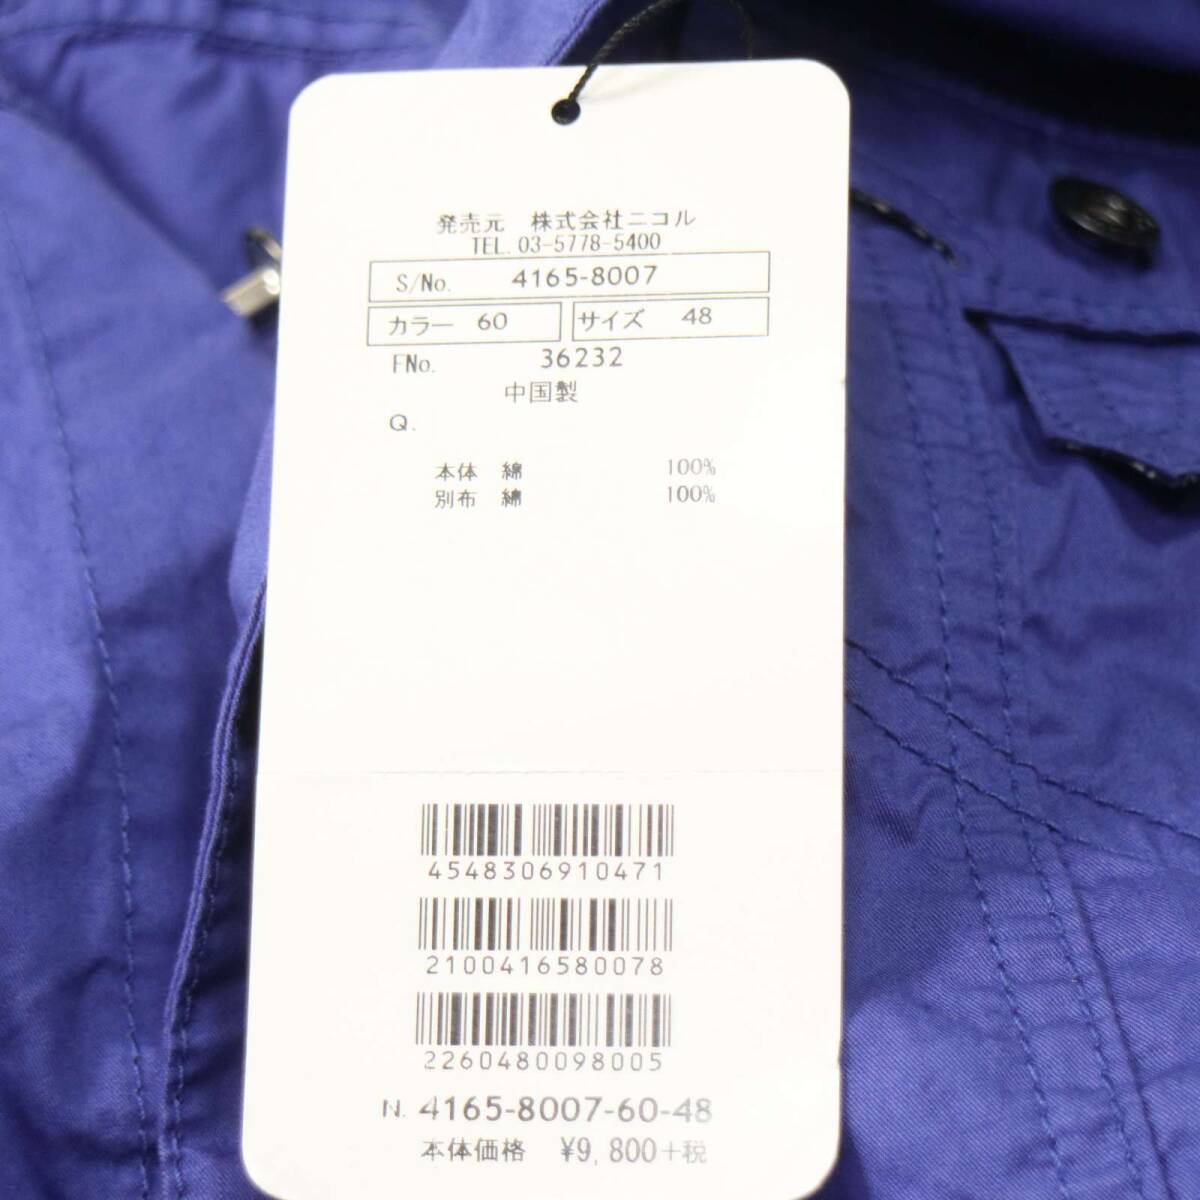 発売元 株式会社ニコル
TEL. 03-5778-5400
S/No. 4165-8007
カラー 60 サイズ 48
FNo. 36232
中国製
Q.
本体 綿 100%
別布 綿 100%
4548306910471
2100416580078
2260480098005
N. 4165-8007-60-48
本体価格 ¥9,800+税